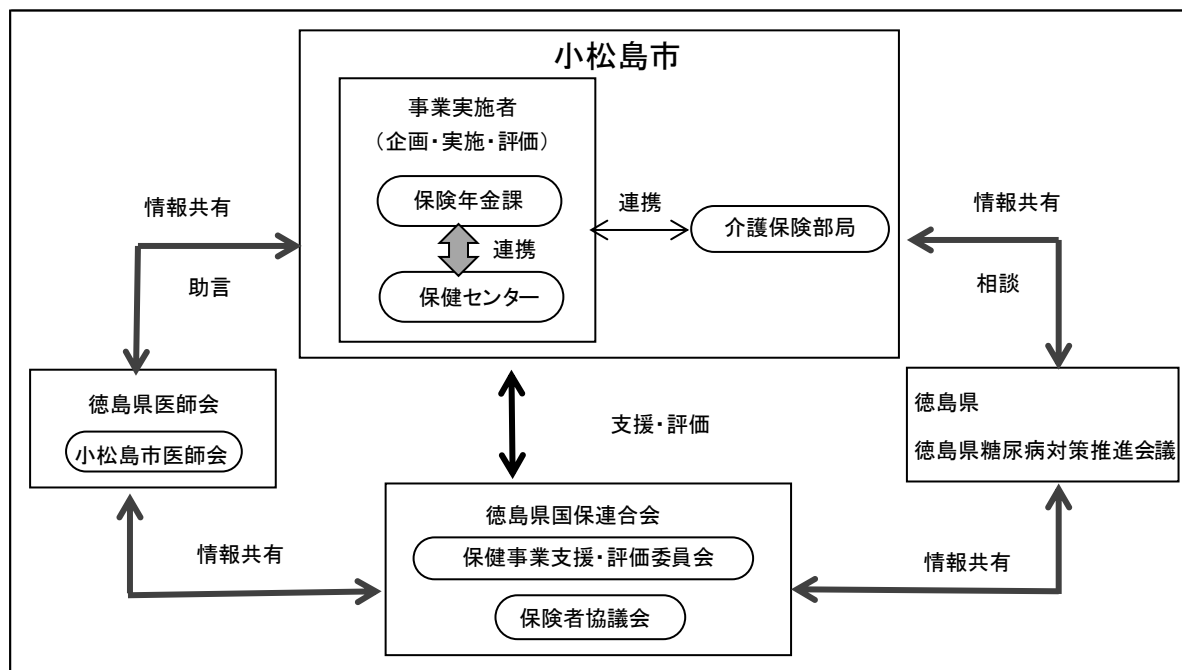 小松島市
事業実施者
（企画・実施・評価）
保険年金課
連携
保健センター
連携
介護保険部局
情報共有
助言
情報共有
相談
徳島県医師会
小松島市医師会
支援・評価
徳島県
徳島県糖尿病対策推進会議
徳島県国保連合会
保健事業支援・評価委員会
保険者協議会
情報共有
情報共有